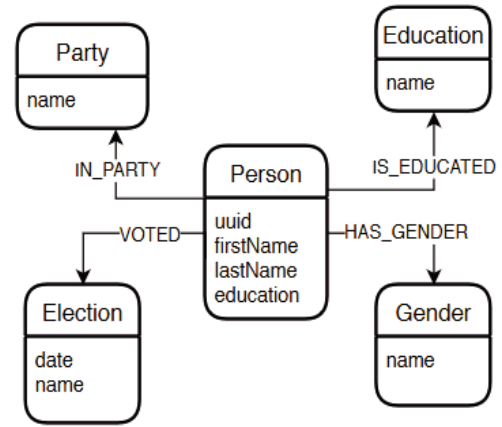 Party
name
Education
name
IN_PARTY
IS_EDUCATED
Person
uuid
firstName
lastName
education
VOTED
HAS_GENDER
Election
date
name
Gender
name